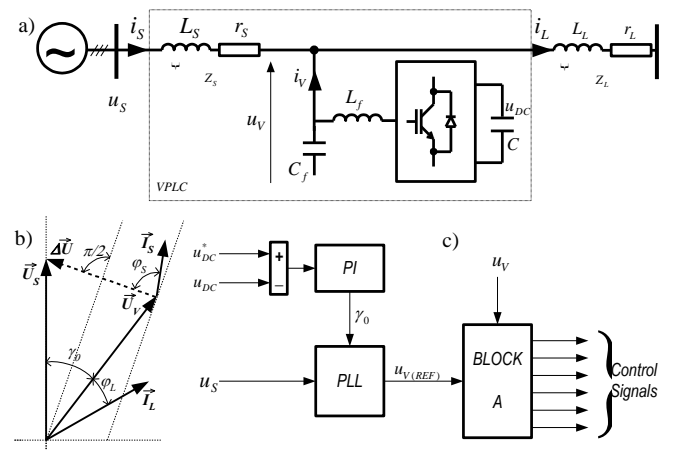 a)
i_S
L_S
r_S
Z_S
u_S
u_V
i_V
L_f
C_f
u_DC
C
i_L
L_L
r_L
Z_L
VPLC
b)
ΔU
π/2
I_S
φ_S
U_S
U_V
γ_0
φ_L
I_L
c)
u*_DC
u_DC
+
−
PI
γ_0
u_S
PLL
u_V(REF)
u_V
BLOCK
A
Control
Signals